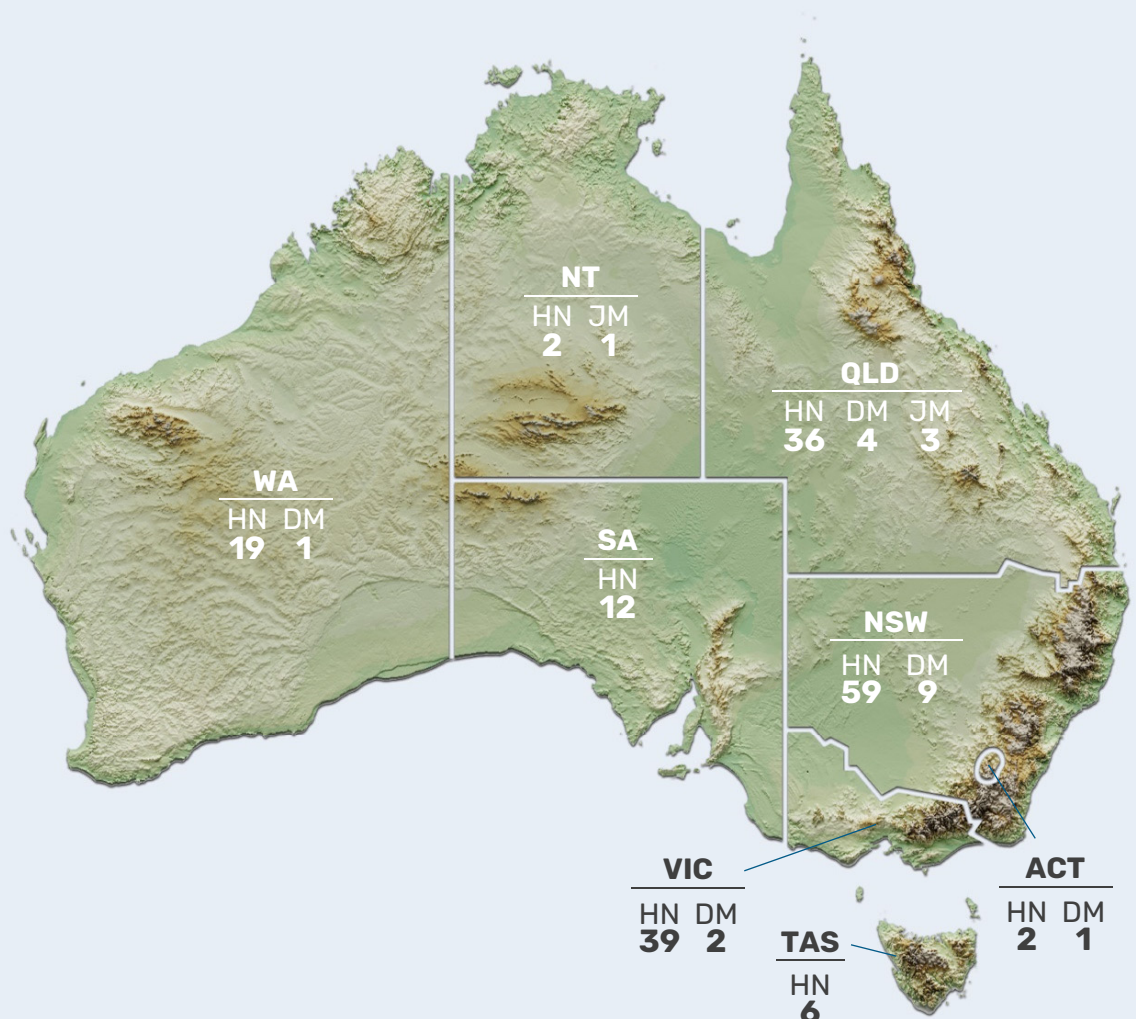 NT
HN JM
2 1
QLD
HN DM JM
36 4 3
WA
HN DM
19 1
SA
HN
12
NSW
HN DM
59 9
VIC
HN DM
39 2
ACT
HN DM
2 1
TAS
HN
6